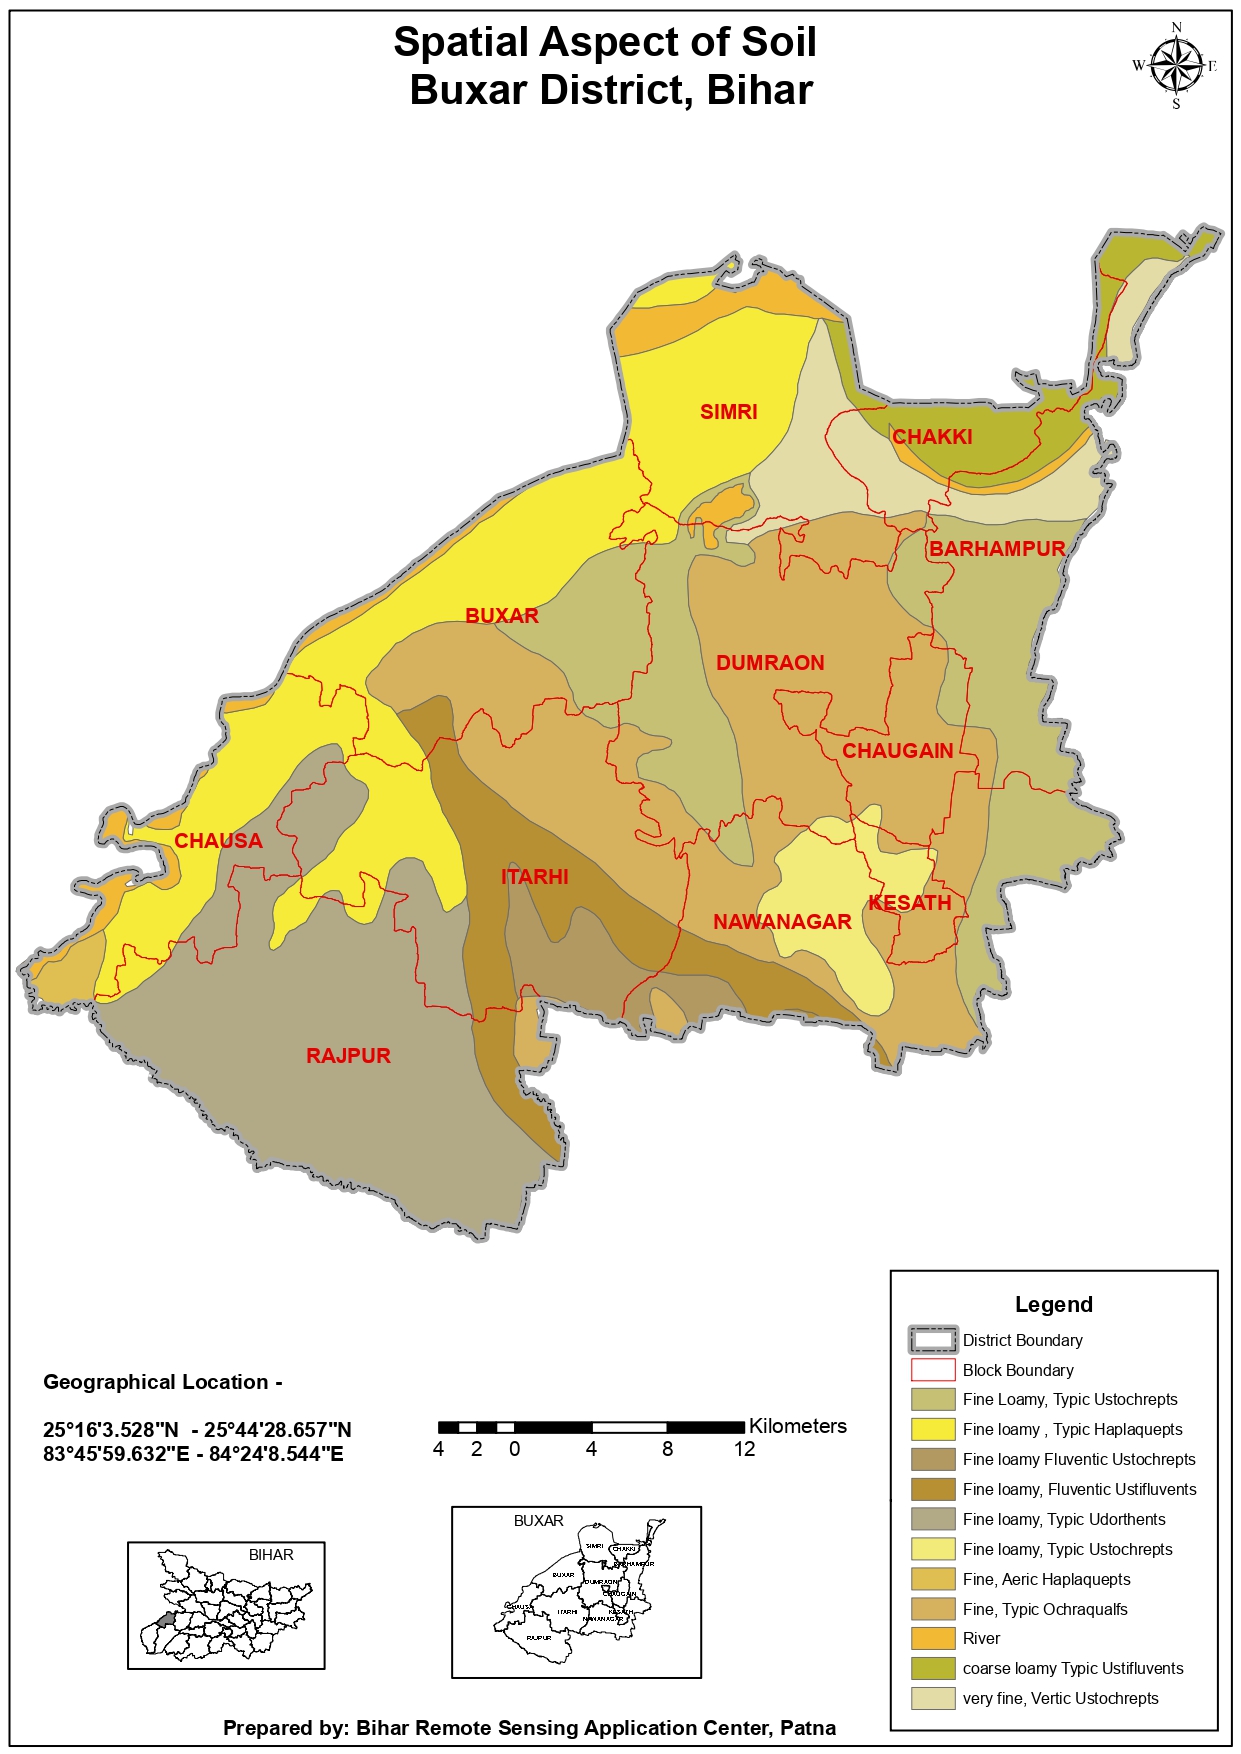 Spatial Aspect of Soil
Buxar District, Bihar
N
W E
S
SIMRI
CHAKKI
BARHAMPUR
BUXAR
DUMRAON
CHAUGAIN
CHAUSA
ITARHI
KESATH
NAWANAGAR
RAJPUR
Legend
District Boundary
Block Boundary
Fine Loamy, Typic Ustochrepts
Fine loamy , Typic Haplaquepts
Fine loamy Fluventic Ustochrepts
Fine loamy, Fluventic Ustifluvents
Fine loamy, Typic Udorthents
Fine loamy, Typic Ustochrepts
Fine, Aeric Haplaquepts
Fine, Typic Ochraqualfs
River
coarse loamy Typic Ustifluvents
very fine, Vertic Ustochrepts
Geographical Location -
25°16'3.528"N - 25°44'28.657"N
83°45'59.632"E - 84°24'8.544"E
Kilometers
4 2 0 4 8 12
BIHAR
BUXAR
SIMRI
CHAKKI
BARHAMPUR
BUXAR
DUMRAON
CHAUGAIN
CHAUSA
ITARHI
KESATH
NAWANAGAR
RAJPUR
Prepared by: Bihar Remote Sensing Application Center, Patna